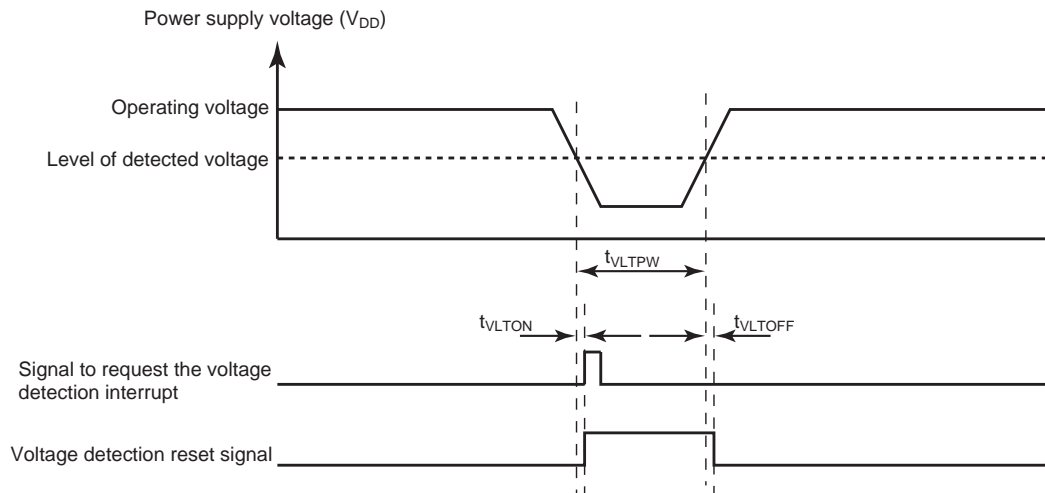 Power supply voltage (VDD)
Operating voltage
Level of detected voltage
tVLTPW
tVLTON
tVLTOFF
Signal to request the voltage
detection interrupt
Voltage detection reset signal